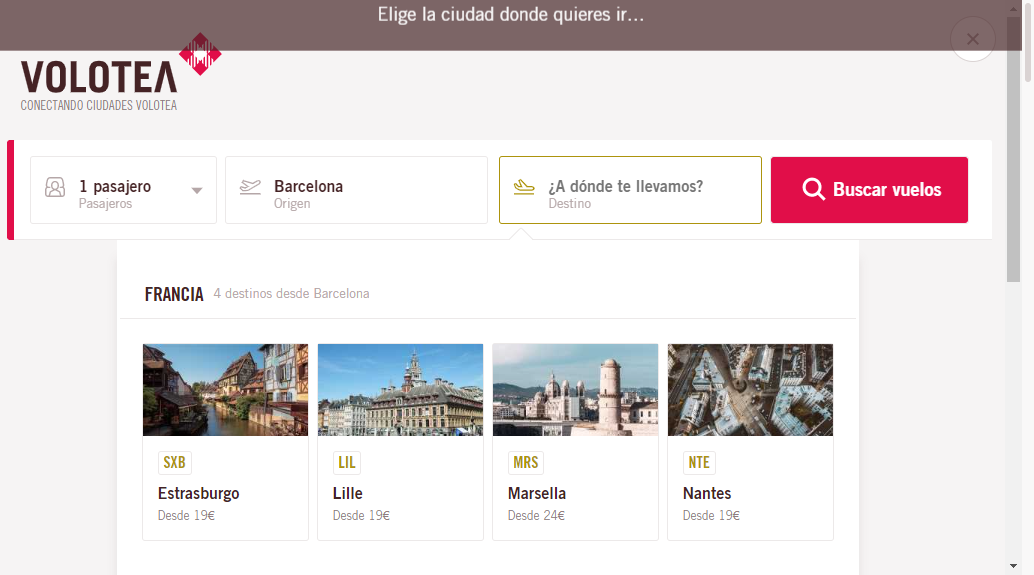 Elige la ciudad donde quieres ir...
VOLOTEA
CONECTANDO CIUDADES VOLOTEA
1 pasajero
Pasajeros
Barcelona
Origen
¿A dónde te llevamos?
Destino
Buscar vuelos
FRANCIA 4 destinos desde Barcelona
SXB
Estrasburgo
Desde 19€
LIL
Lille
Desde 19€
MRS
Marsella
Desde 24€
NTE
Nantes
Desde 19€